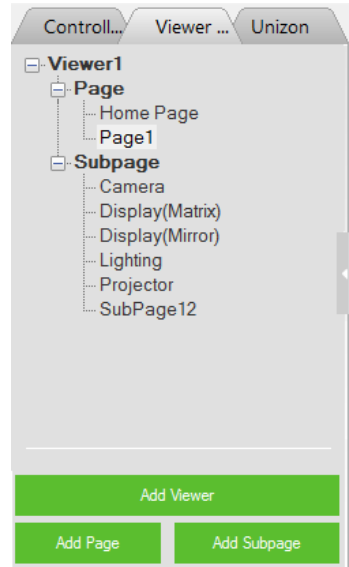 Controll... Viewer ... Unizon
Viewer1
Page
Home Page
Page1
Subpage
Camera
Display(Matrix)
Display(Mirror)
Lighting
Projector
SubPage12
Add Viewer
Add Page Add Subpage